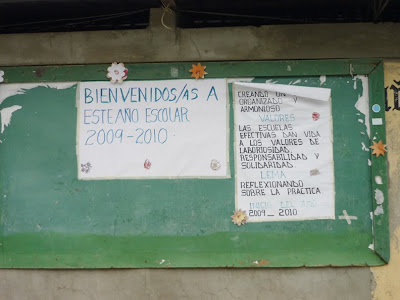 BIENVENIDOS/AS A
ESTE AÑO ESCOLAR
2009-2010.
CREANDO UN
ORGANIZADO Y
ARMONIOSO
VALORES
LAS ESCUELAS
EFECTIVAS DAN VIDA
A LOS VALORES DE
LABORIOSIDAD,
RESPONSABILIDAD Y
SOLIDARIDAD
LEMA
REFLEXIONANDO
SOBRE LA PRACTICA
2009_ 2010